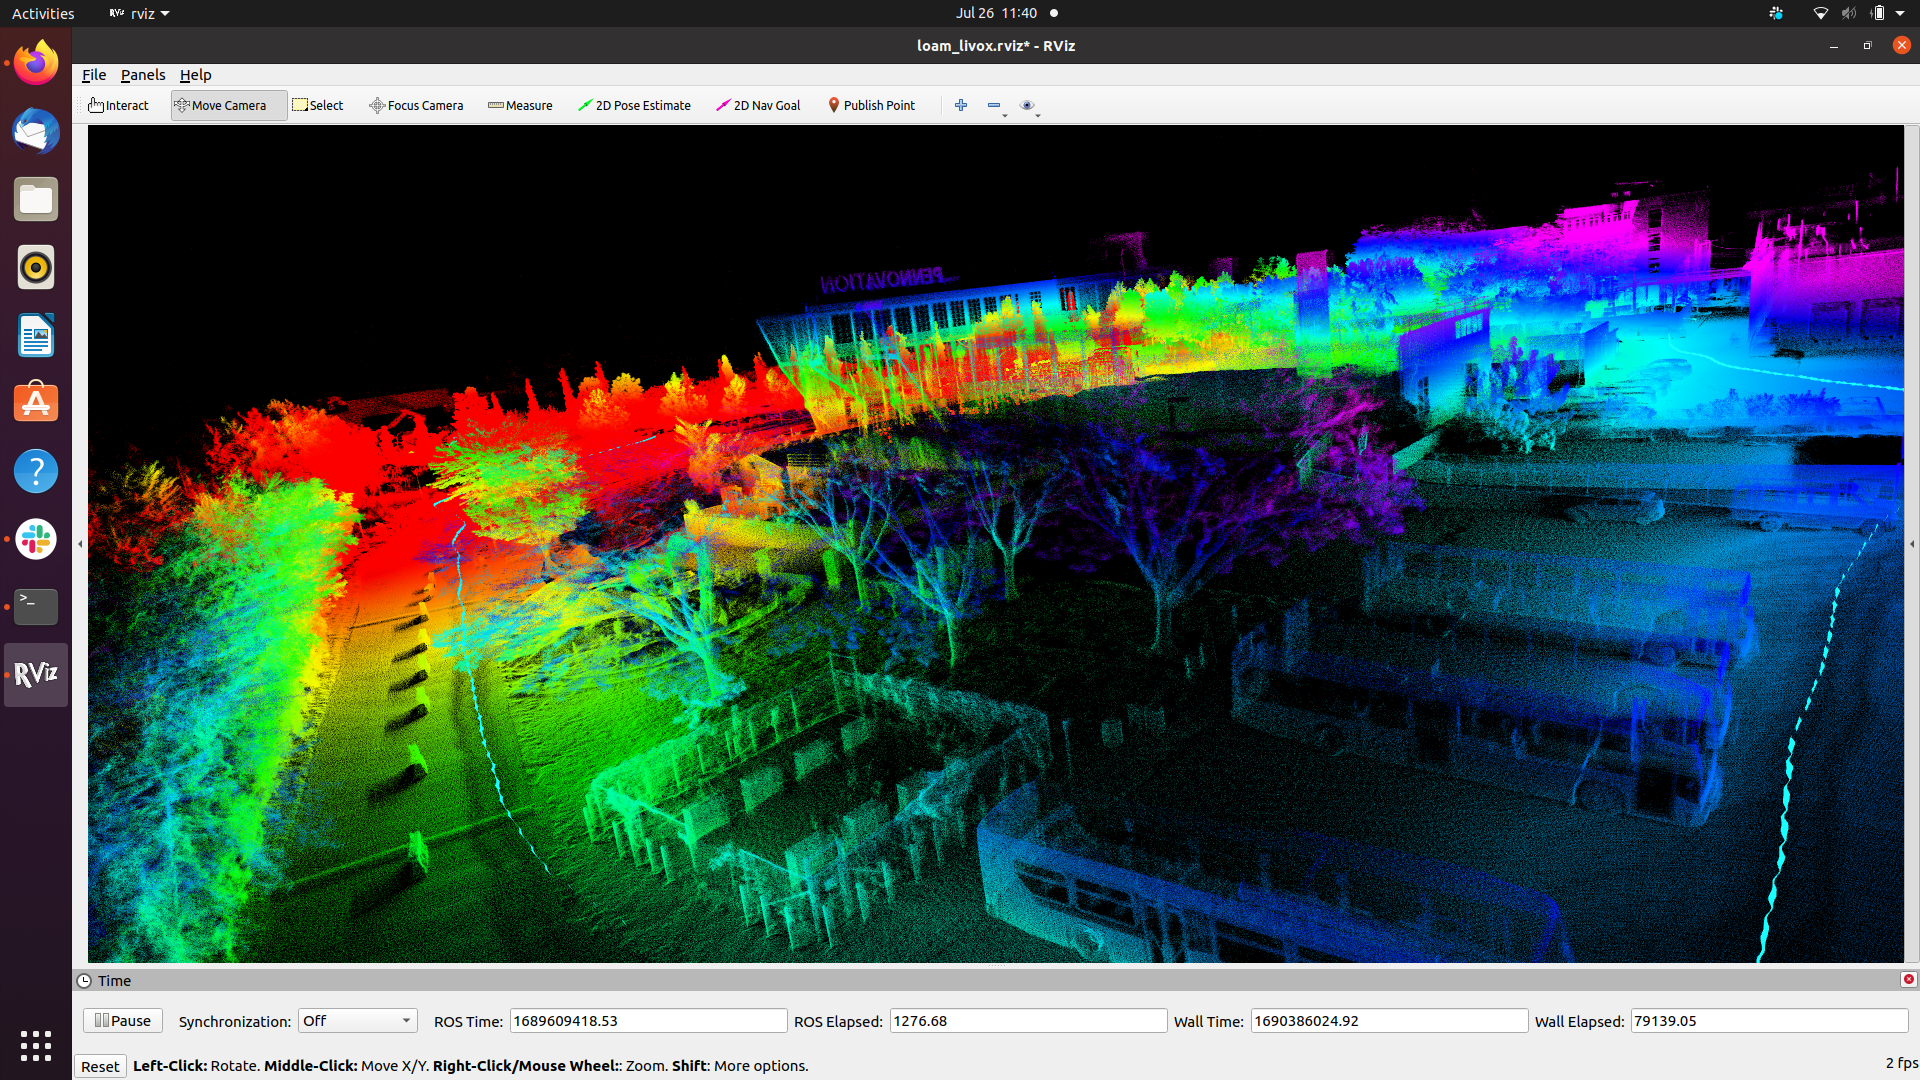 Activities RViz rviz Jul 26 11:40
loam_livox.rviz* - RViz
File Panels Help
Interact Move Camera Select Focus Camera Measure 2D Pose Estimate 2D Nav Goal Publish Point
PENNOVATION
>_
RViz
Time
Pause Synchronization: Off ROS Time: 1689609418.53 ROS Elapsed: 1276.68 Wall Time: 1690386024.92 Wall Elapsed: 79139.05
Reset Left-Click: Rotate. Middle-Click: Move X/Y. Right-Click/Mouse Wheel:: Zoom. Shift: More options. 2 fps